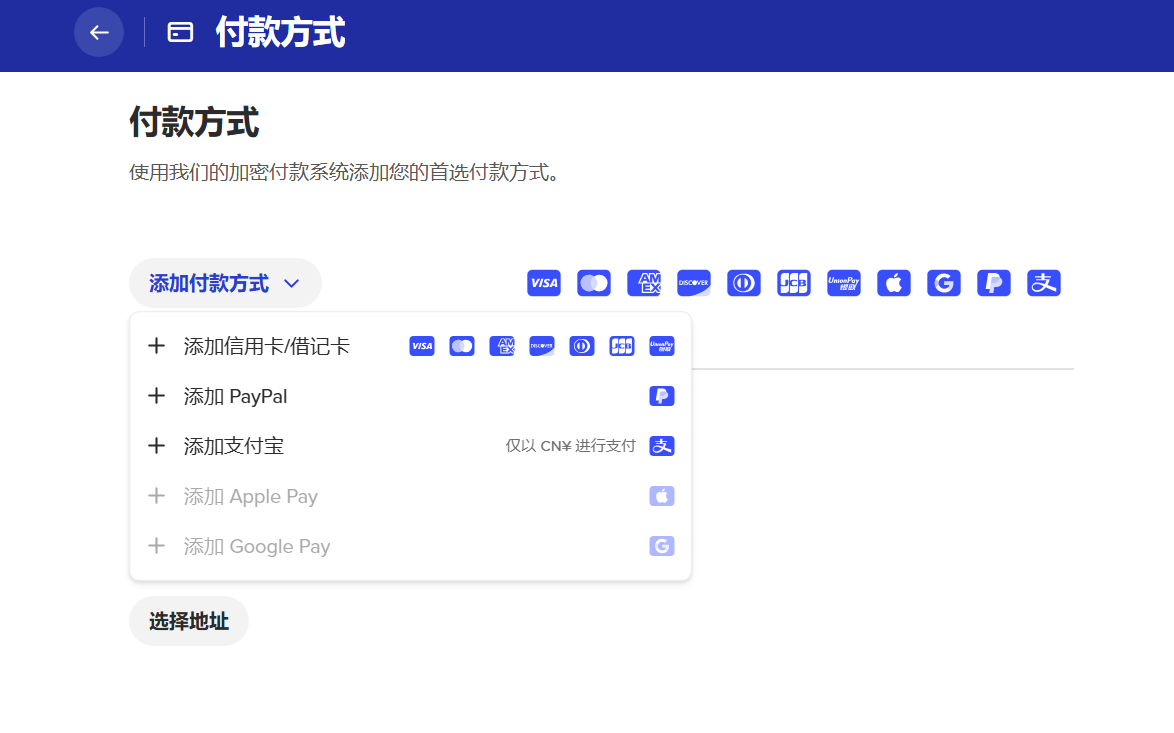 付款方式
付款方式
使用我们的加密付款系统添加您的首选付款方式。
添加付款方式
VISA AMEX DISCOVER JCB UnionPay 银联 G P 支
添加信用卡/借记卡 VISA AMEX DISCOVER JCB UnionPay 银联
添加 PayPal
添加支付宝 仅以 CN¥ 进行支付 支
添加 Apple Pay
添加 Google Pay G
选择地址